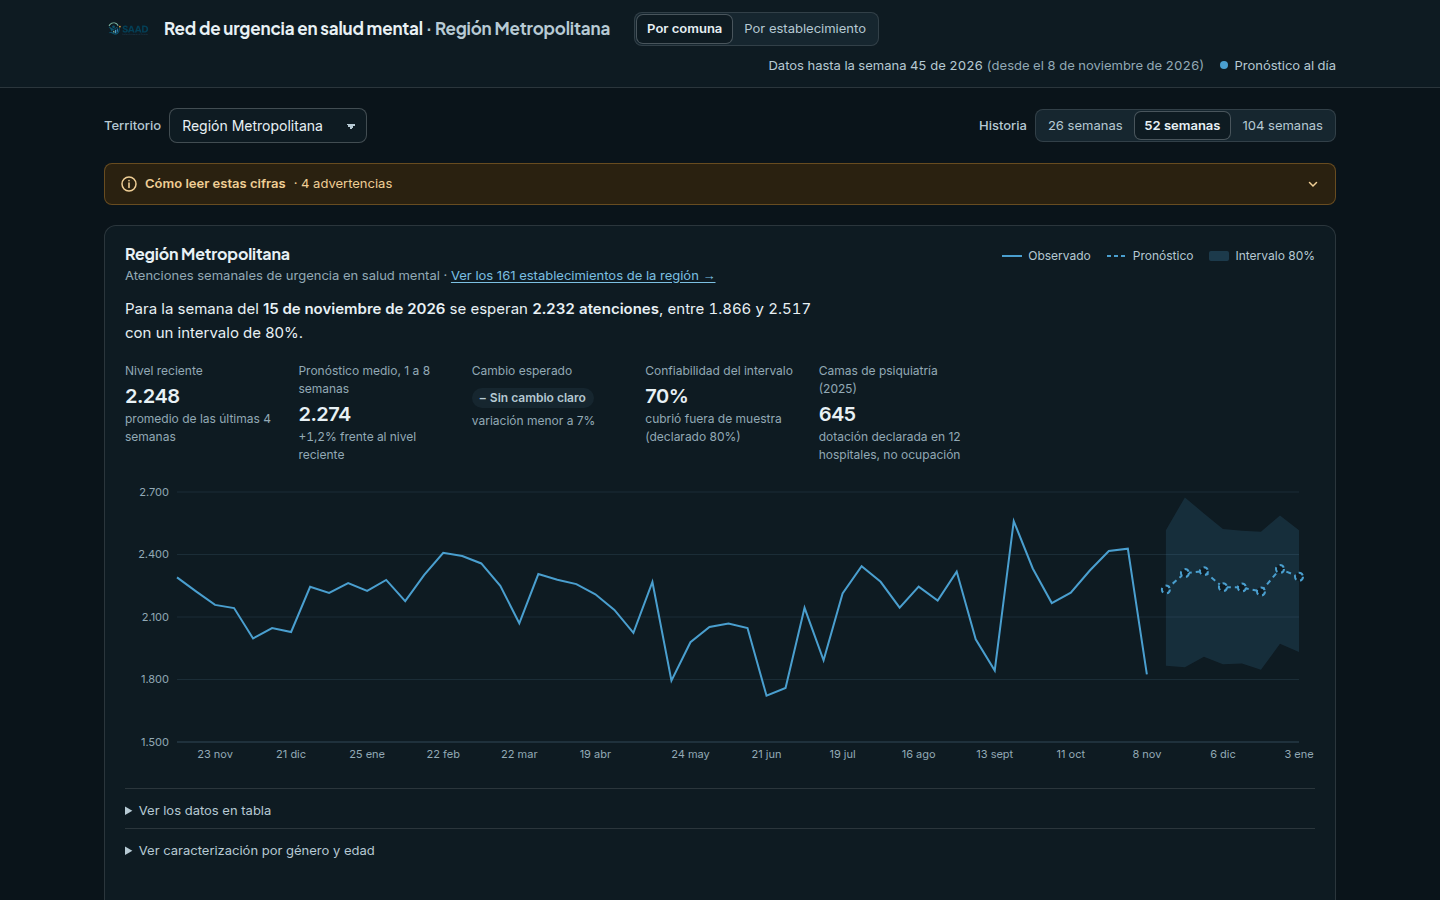 SAAD
Red de urgencia en salud mental · Región Metropolitana
Por comuna
Por establecimiento
Datos hasta la semana 45 de 2026 (desde el 8 de noviembre de 2026)
Pronóstico al día
Territorio
Región Metropolitana
Historia
26 semanas
52 semanas
104 semanas
Cómo leer estas cifras · 4 advertencias
Región Metropolitana
Observado
Pronóstico
Intervalo 80%
Atenciones semanales de urgencia en salud mental · Ver los 161 establecimientos de la región →
Para la semana del 15 de noviembre de 2026 se esperan 2.232 atenciones, entre 1.866 y 2.517
con un intervalo de 80%.
Nivel reciente
2.248
promedio de las últimas 4
semanas
Pronóstico medio, 1 a 8
semanas
2.274
+1,2% frente al nivel
reciente
Cambio esperado
– Sin cambio claro
variación menor a 7%
Confiabilidad del intervalo
70%
cubrió fuera de muestra
(declarado 80%)
Camas de psiquiatría
(2025)
645
dotación declarada en 12
hospitales, no ocupación
2.700
2.400
2.100
1.800
1.500
23 nov
21 dic
25 ene
22 feb
22 mar
19 abr
24 may
21 jun
19 jul
16 ago
13 sept
11 oct
8 nov
6 dic
3 ene
Ver los datos en tabla
Ver caracterización por género y edad